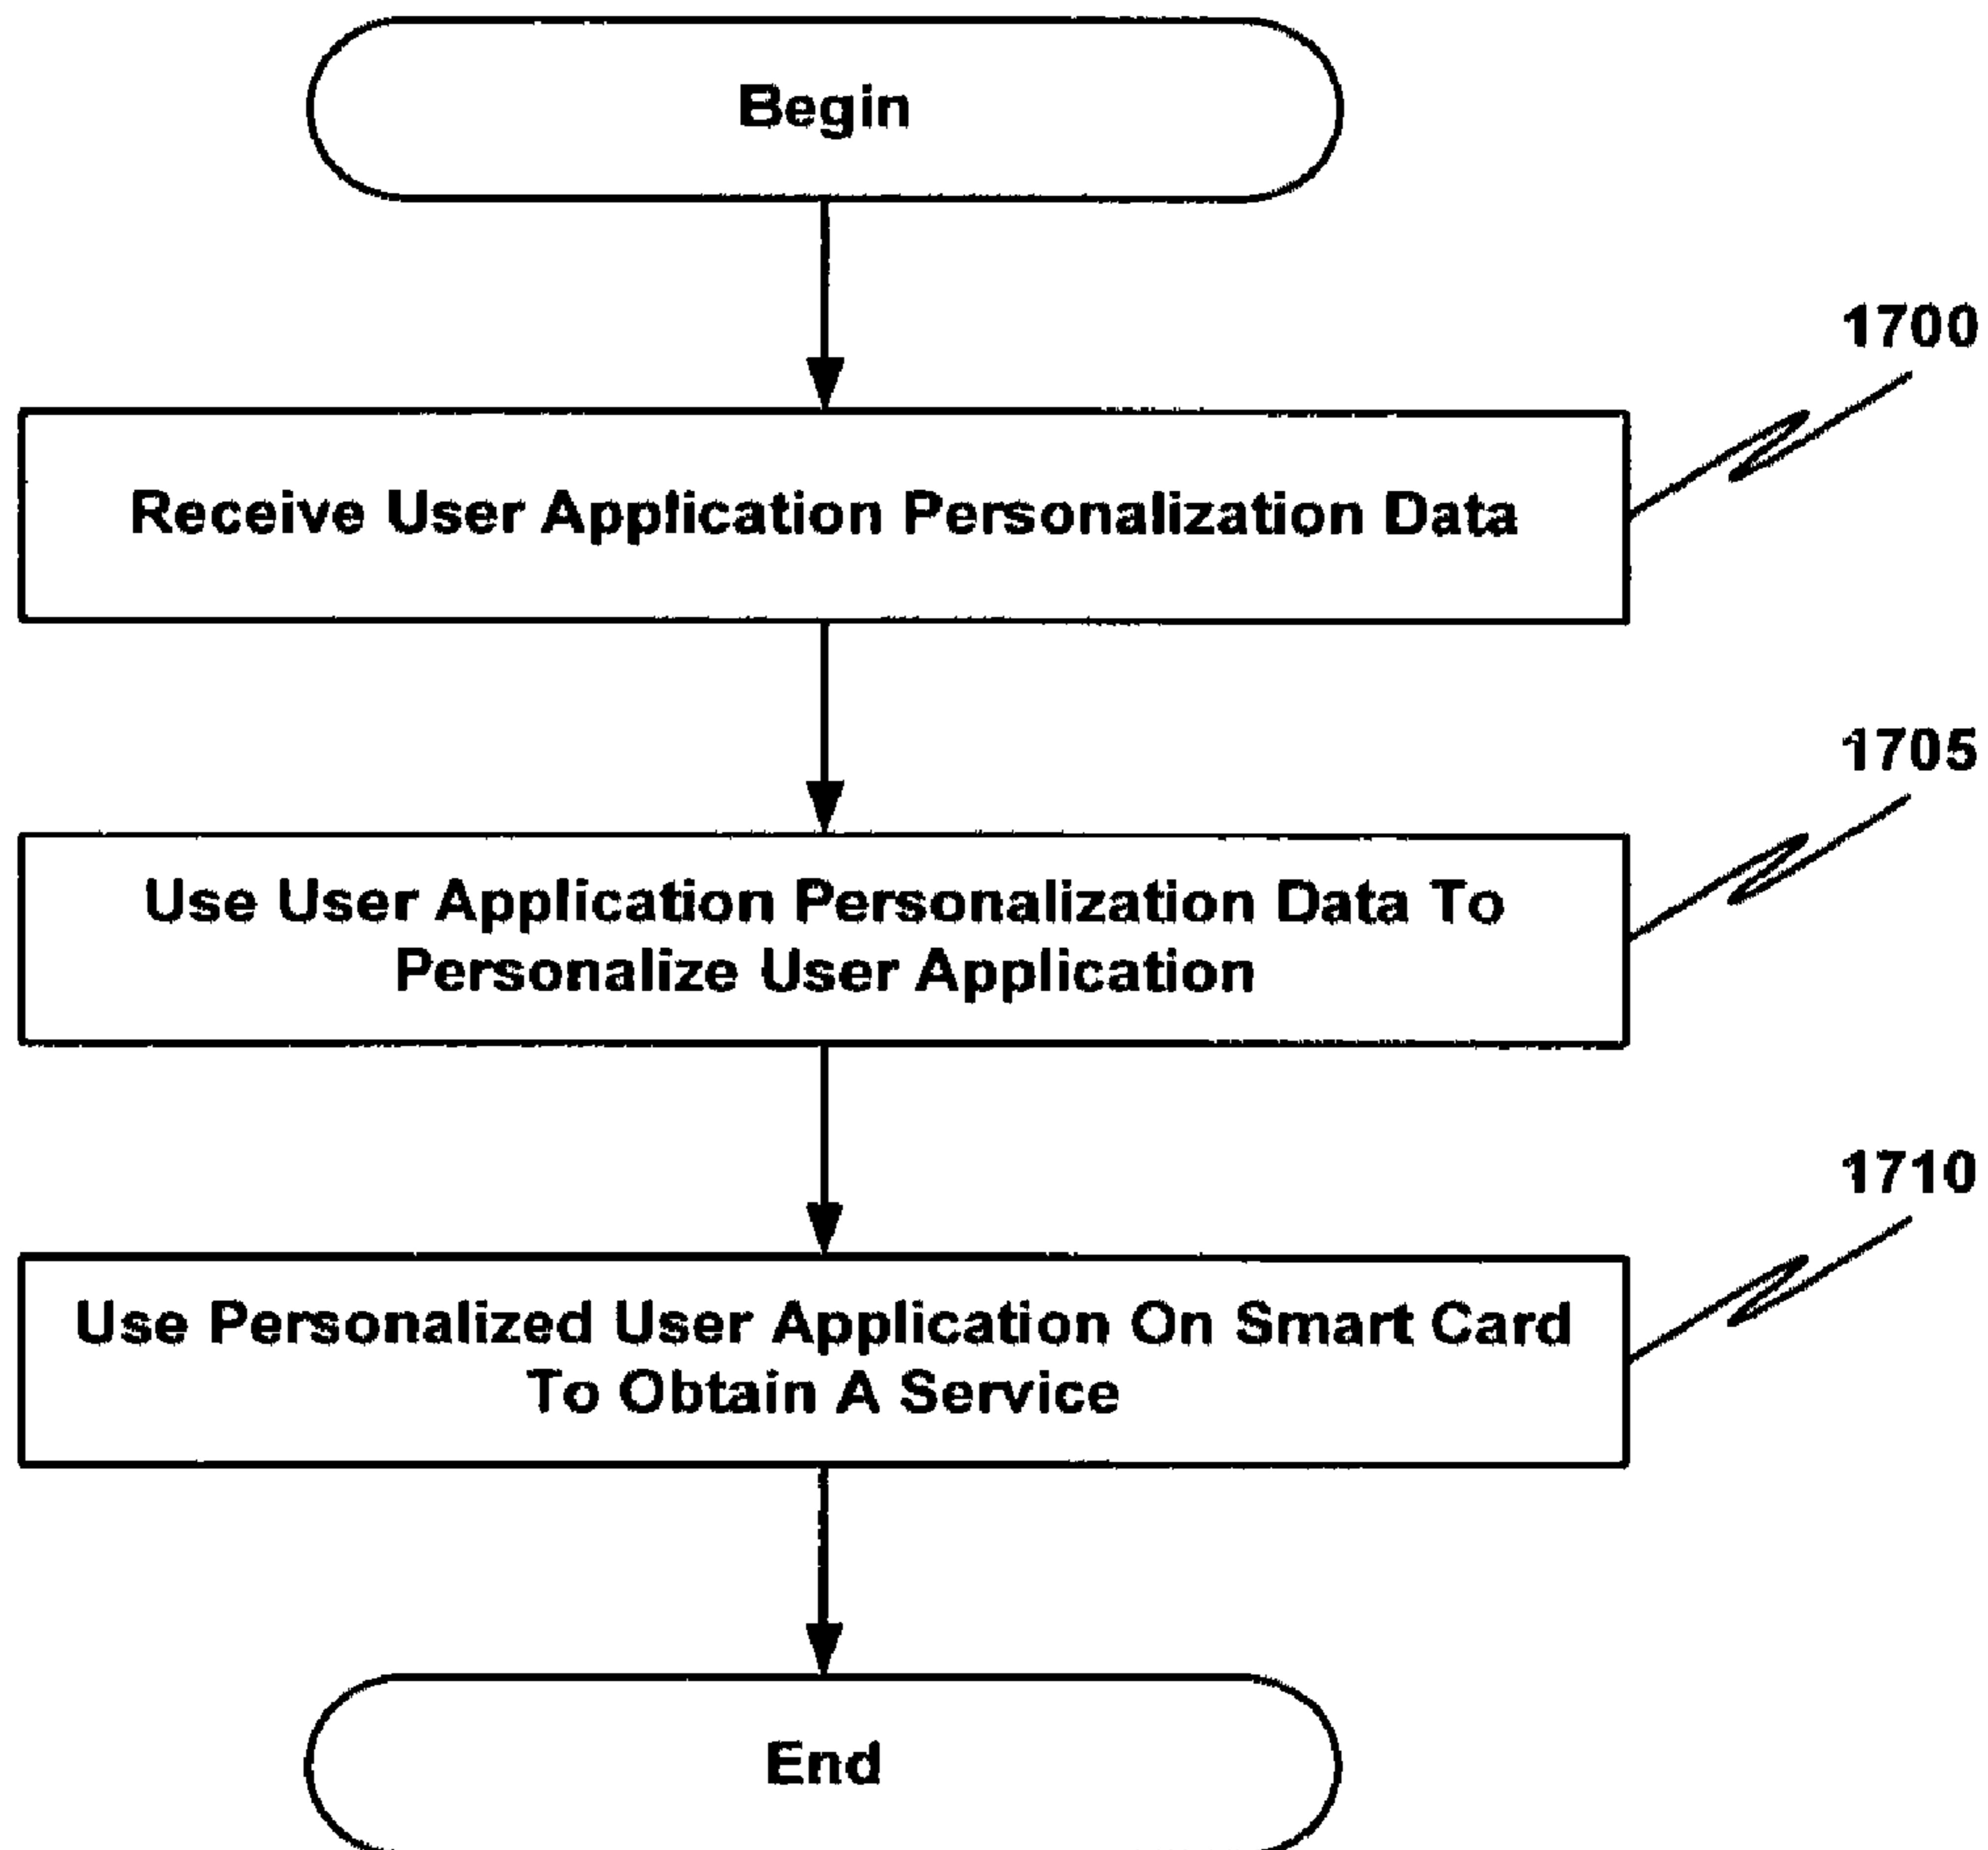 Begin
1700
Receive User Application Personalization Data
1705
Use User Application Personalization Data To
Personalize User Application
1710
Use Personalized User Application On Smart Card
To Obtain A Service
End